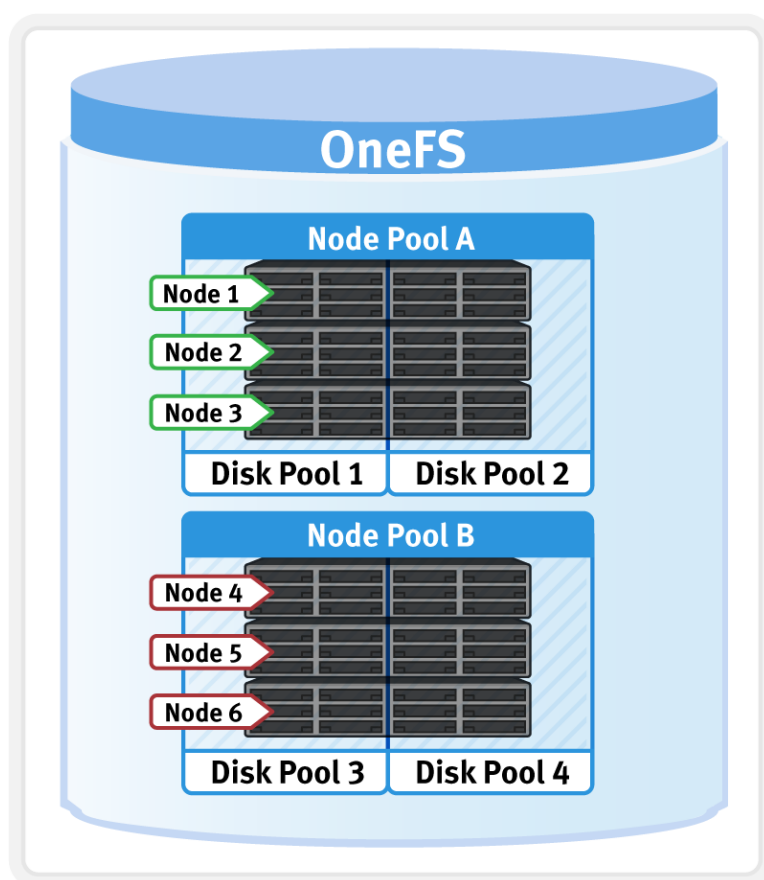 OneFS
Node Pool A
Node 1
Node 2
Node 3
Disk Pool 1
Disk Pool 2
Node Pool B
Node 4
Node 5
Node 6
Disk Pool 3
Disk Pool 4